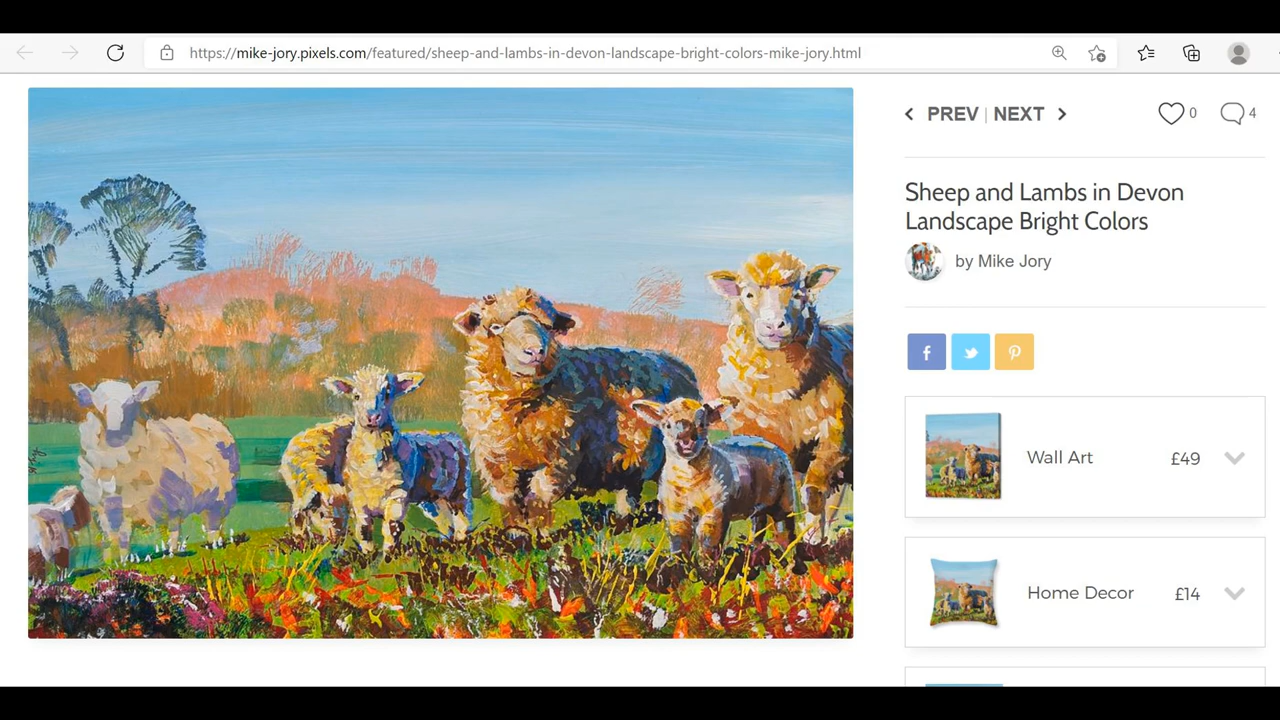 https://mike-jory.pixels.com/featured/sheep-and-lambs-in-devon-landscape-bright-colors-mike-jory.html
PREV | NEXT
0
4
Sheep and Lambs in Devon
Landscape Bright Colors
by Mike Jory
Wall Art £49
Home Decor £14